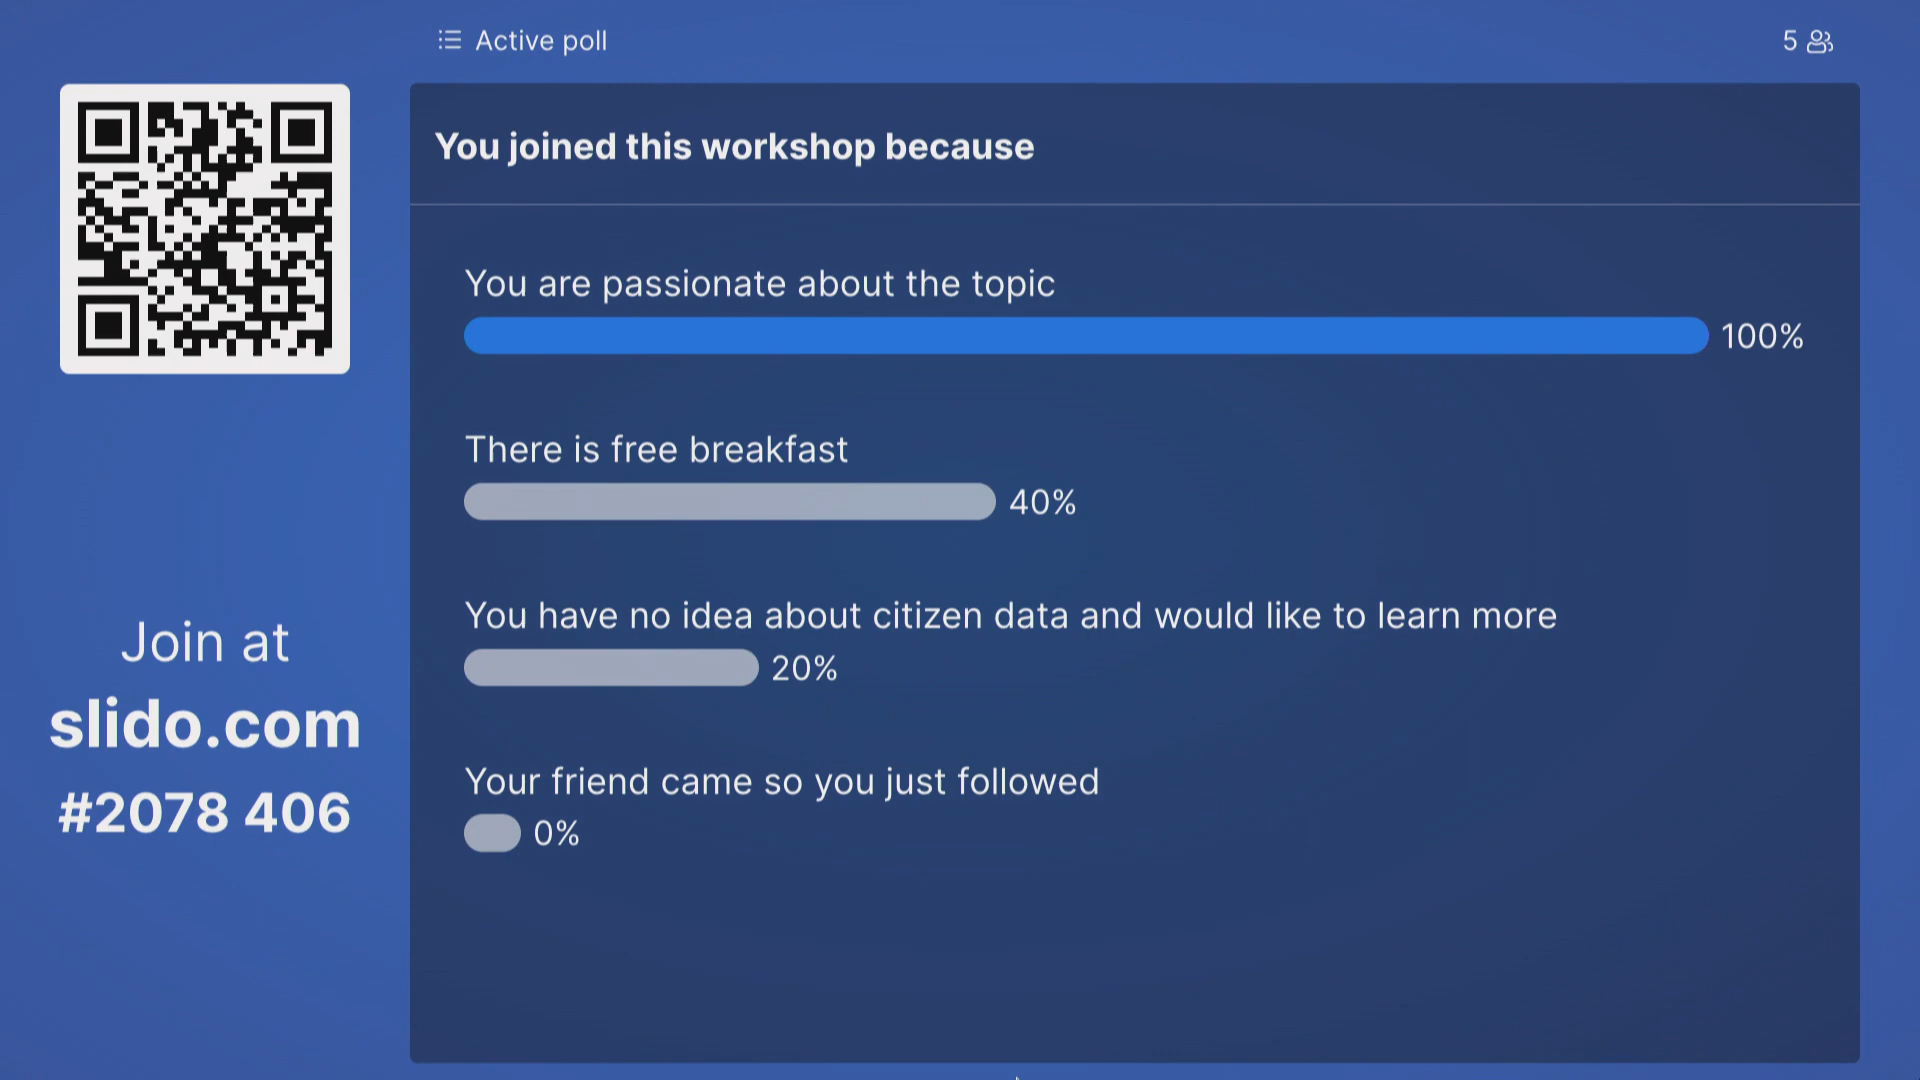 Active poll
5
You joined this workshop because
You are passionate about the topic
100%
There is free breakfast
40%
You have no idea about citizen data and would like to learn more
20%
Your friend came so you just followed
0%
Join at
slido.com
#2078 406